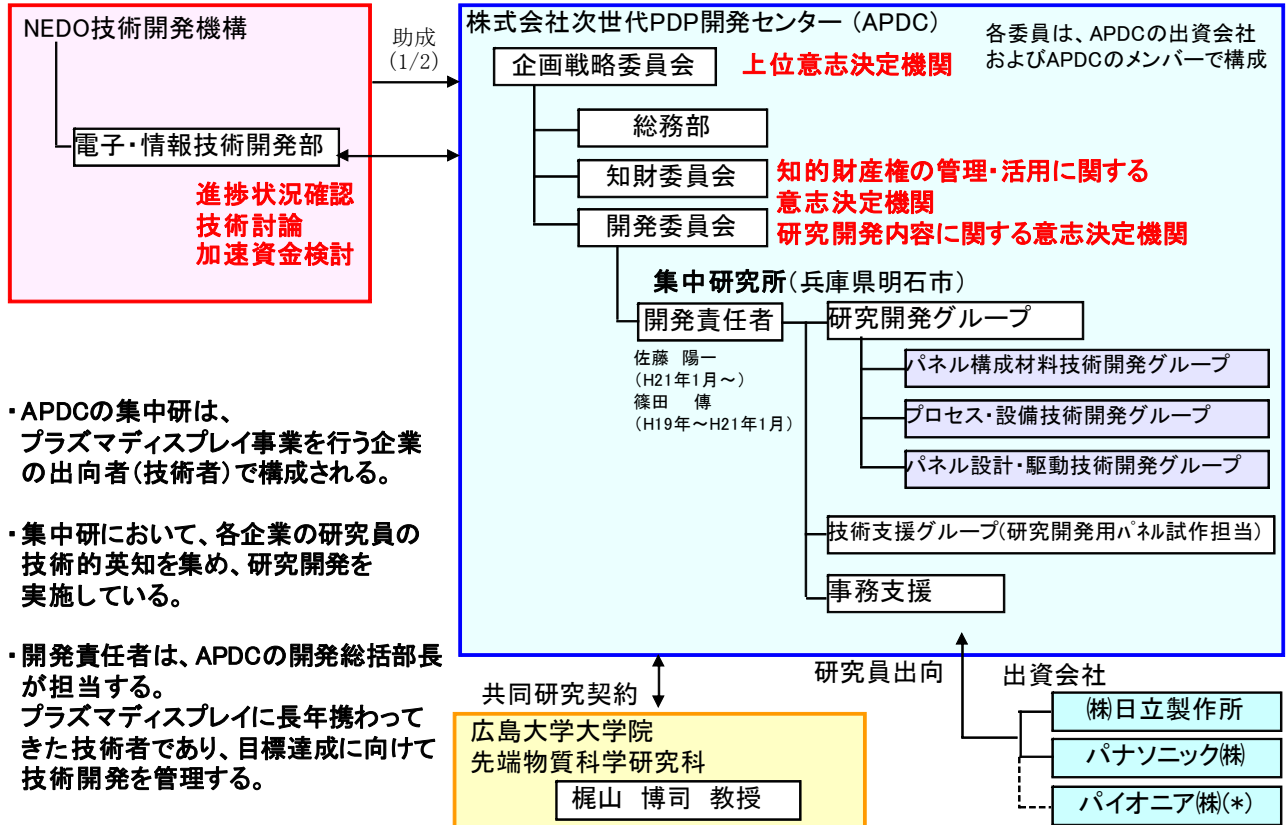 NEDO技術開発機構
電子・情報技術開発部
進捗状況確認
技術討論
加速資金検討
助成
(1/2)
株式会社次世代PDP開発センター(APDC)
各委員は、APDCの出資会社
およびAPDCのメンバーで構成
企画戦略委員会
上位意志決定機関
総務部
知財委員会
知的財産権の管理・活用に関する
意志決定機関
開発委員会
研究開発内容に関する意志決定機関
集中研究所(兵庫県明石市)
開発責任者
佐藤 陽一
(H21年1月～)
篠田 傳
(H19年～H21年1月)
研究開発グループ
パネル構成材料技術開発グループ
プロセス・設備技術開発グループ
パネル設計・駆動技術開発グループ
技術支援グループ(研究開発用ﾊﾟﾈﾙ試作担当)
事務支援
・APDCの集中研は、
プラズマディスプレイ事業を行う企業
の出向者(技術者)で構成される。
・集中研において、各企業の研究員の
技術的英知を集め、研究開発を
実施している。
・開発責任者は、APDCの開発総括部長
が担当する。
プラズマディスプレイに長年携わって
きた技術者であり、目標達成に向けて
技術開発を管理する。
共同研究契約
広島大学大学院
先端物質科学研究科
梶山 博司 教授
研究員出向
出資会社
㈱日立製作所
パナソニック㈱
パイオニア㈱(*)